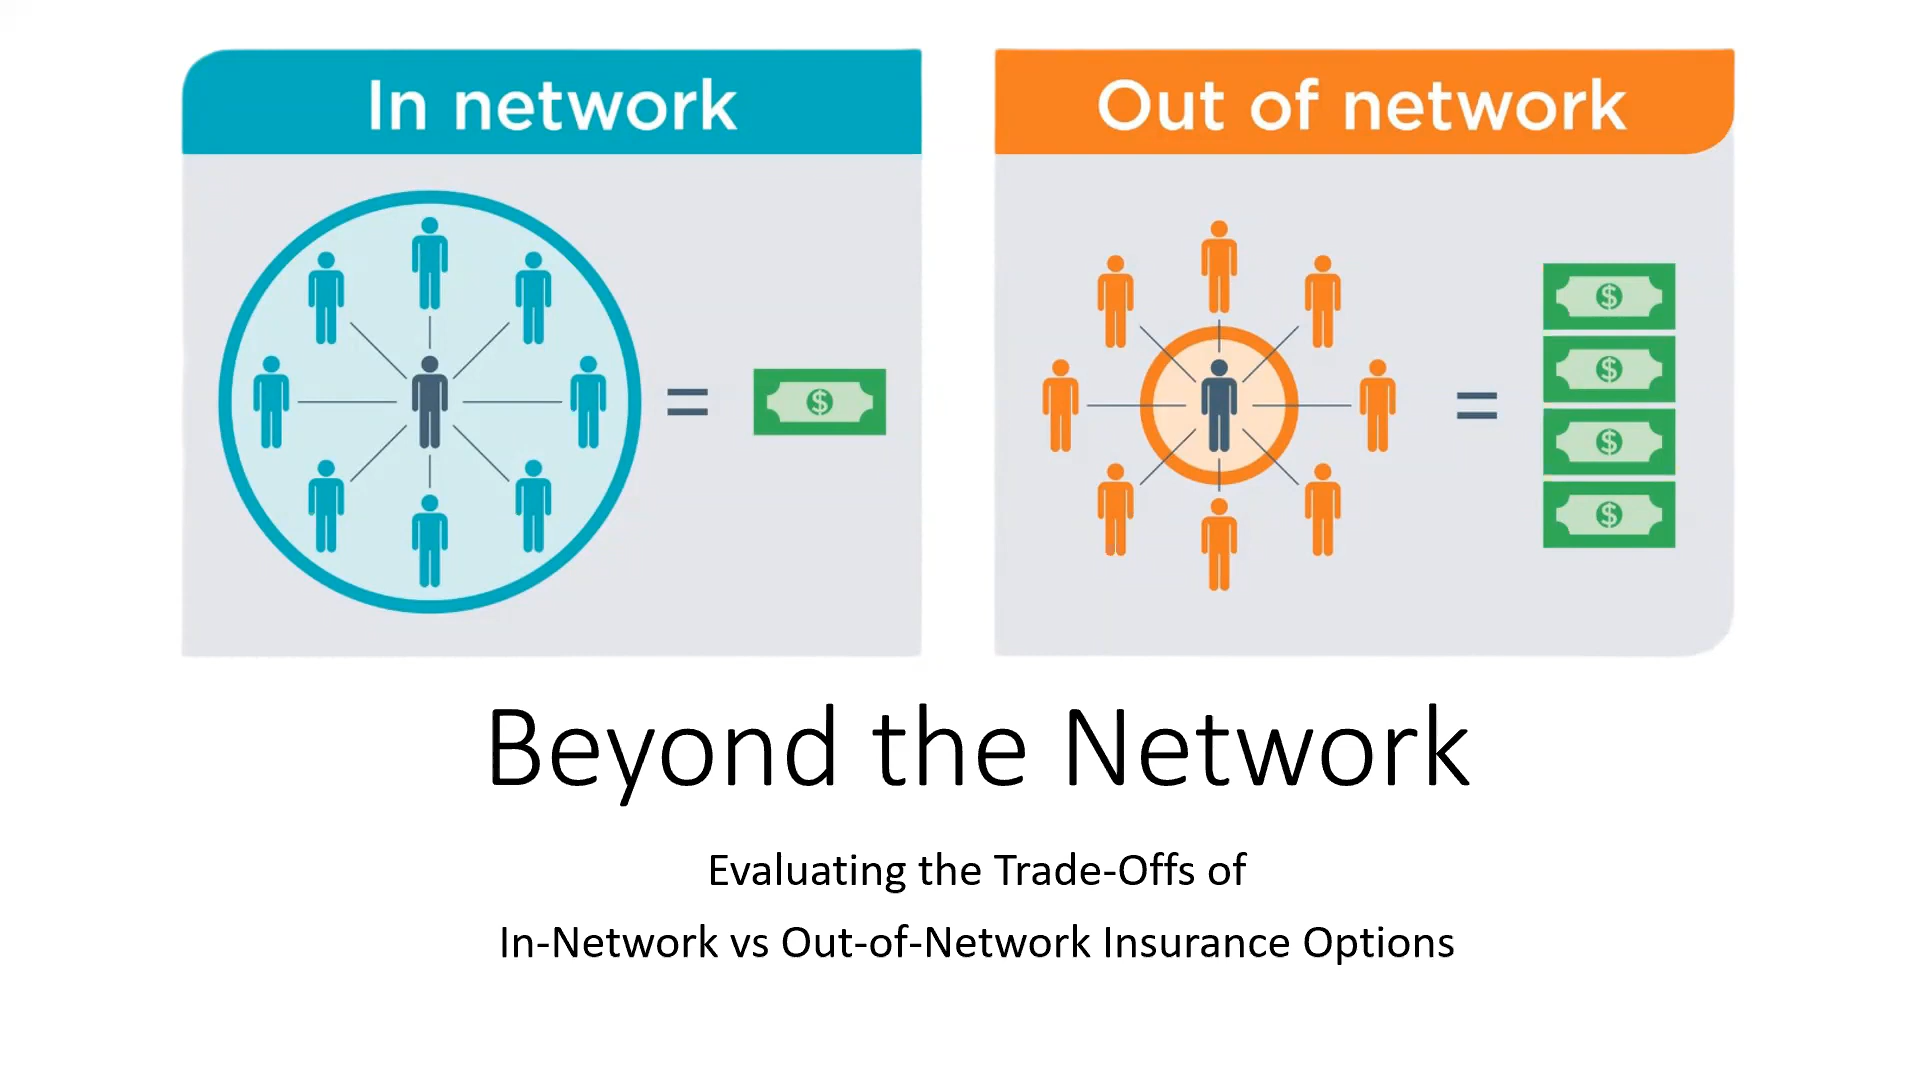 In network
Out of network
$
$
$
$
$
Beyond the Network
Evaluating the Trade-Offs of
In-Network vs Out-of-Network Insurance Options